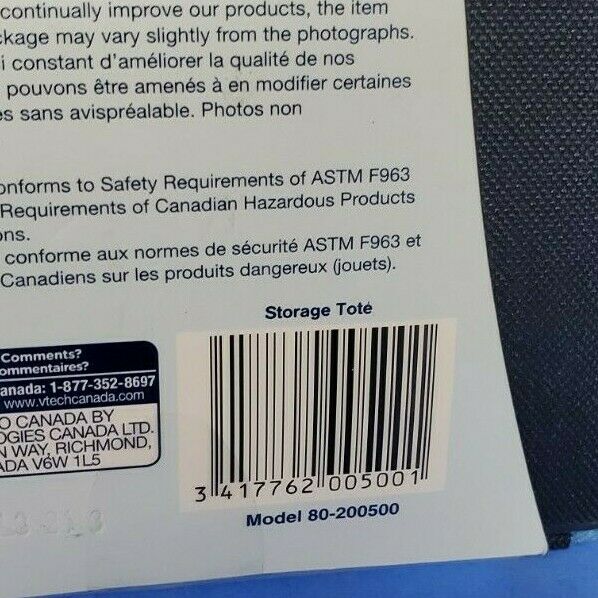 continually improve our products, the item
ckage may vary slightly from the photographs.
i constant d'améliorer la qualité de nos
pouvons être amenés à en modifier certaines
es sans avispréalable. Photos non
onforms to Safety Requirements of ASTM F963
Requirements of Canadian Hazardous Products
ons.
conforme aux normes de sécurité ASTM F963 et
Canadiens sur les produits dangereux (jouets).
Storage Tote
Comments?
ommentaires?
anada: 1-877-352-8697
www.vtechcanada.com
O CANADA BY
OGIES CANADA LTD.
N WAY, RICHMOND,
ADA V6W 1L5
3 417762 005001
Model 80-200500